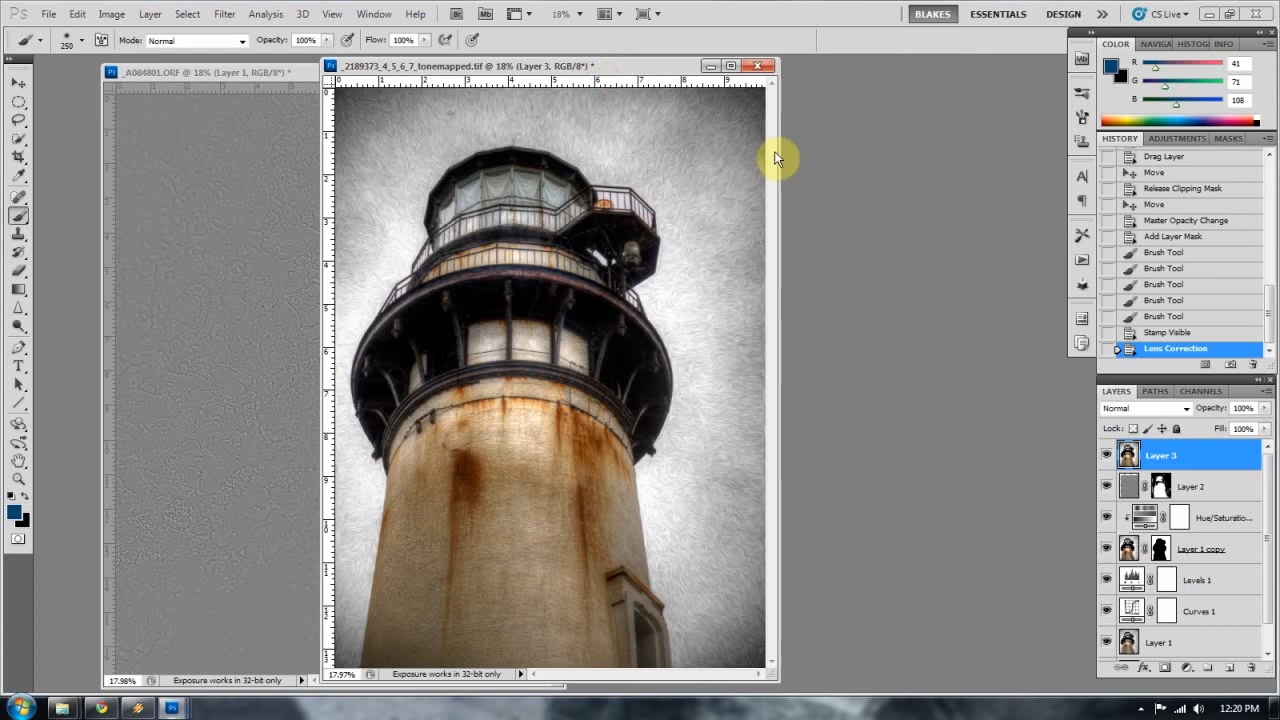 Ps File Edit Image Layer Select Filter Analysis 3D View Window Help Br Mb 18% BLAKES ESSENTIALS DESIGN CS Live
250 Mode: Normal Opacity: 100% Flow: 100%
_A084801.ORF @ 18% (Layer 1, RGB/8*) *
_2189373_4_5_6_7_tonemapped.tif @ 18% (Layer 3, RGB/8*) *
COLOR NAVIGA HISTOG INFO
R 41
G 71
B 108
HISTORY ADJUSTMENTS MASKS
Drag Layer
Move
Release Clipping Mask
Move
Master Opacity Change
Add Layer Mask
Brush Tool
Brush Tool
Brush Tool
Brush Tool
Brush Tool
Stamp Visible
Lens Correction
LAYERS PATHS CHANNELS
Normal Opacity: 100%
Lock: Fill: 100%
Layer 3
Layer 2
Hue/Saturatio...
Layer 1 copy
Levels 1
Curves 1
Layer 1
17.98% Exposure works in 32-bit only
17.97% Exposure works in 32-bit only
12:20 PM